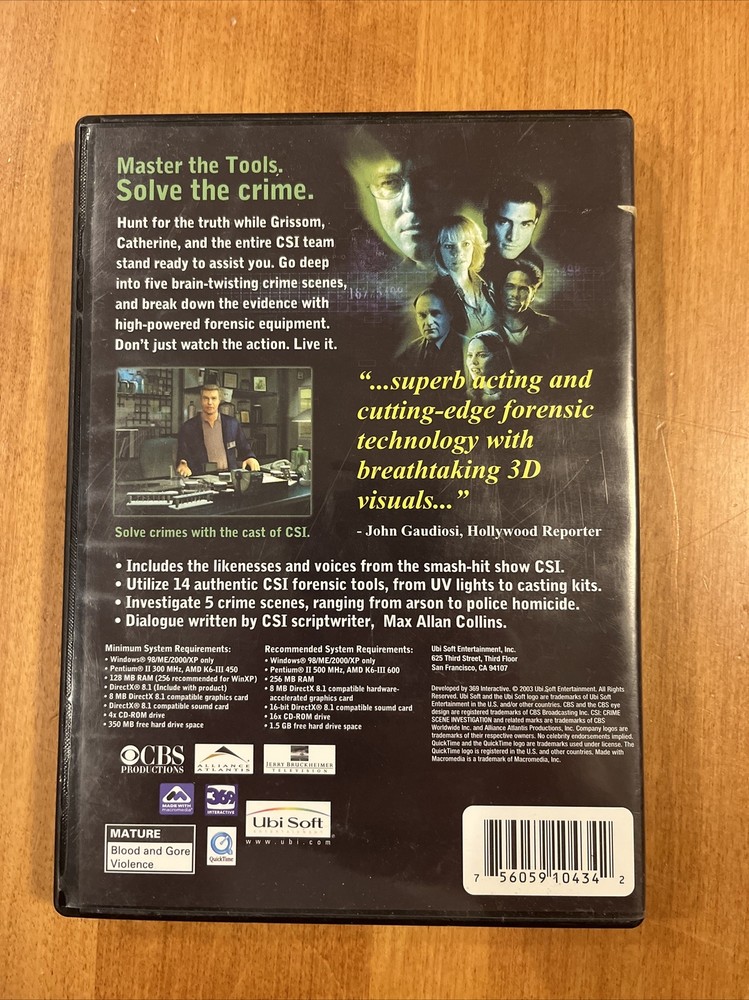 Master the Tools.
Solve the crime.
Hunt for the truth while Grissom,
Catherine, and the entire CSI team
stand ready to assist you. Go deep
into five brain-twisting crime scenes,
and break down the evidence with
high-powered forensic equipment.
Don't just watch the action. Live it.
"...superb acting and
cutting-edge forensic
technology with
breathtaking 3D
visuals..."
- John Gaudiosi, Hollywood Reporter
Solve crimes with the cast of CSI.
• Includes the likenesses and voices from the smash-hit show CSI.
• Utilize 14 authentic CSI forensic tools, from UV lights to casting kits.
• Investigate 5 crime scenes, ranging from arson to police homicide.
• Dialogue written by CSI scriptwriter, Max Allan Collins.
Minimum System Requirements:
• Windows® 98/ME/2000/XP only
• Pentium® II 300 MHz, AMD K6-III 450
• 128 MB RAM (256 recommended for WinXP)
• DirectX® 8.1 (Include with product)
• 8 MB DirectX 8.1 compatible graphics card
• DirectX® 8.1 compatible sound card
• 4x CD-ROM drive
• 350 MB free hard drive space
Recommended System Requirements:
• Windows® 98/ME/2000/XP only
• Pentium® II 500 MHz, AMD K6-III 600
• 256 MB RAM
• 8 MB DirectX 8.1 compatible hardware-
accelerated graphics card
• 16-bit DirectX® 8.1 compatible sound card
• 16x CD-ROM drive
• 1.5 GB free hard drive space
Ubi Soft Entertainment, Inc.
625 Third Street, Third Floor
San Francisco, CA 94107
Developed by 369 Interactive. © 2003 Ubi Soft Entertainment. All Rights
Reserved. Ubi Soft and the Ubi Soft logo are trademarks of Ubi Soft
Entertainment in the U.S. and/or other countries. CBS and the CBS eye
design are registered trademarks of CBS Broadcasting Inc. CSI: CRIME
SCENE INVESTIGATION and related marks are trademarks of CBS
Worldwide Inc. and Alliance Atlantis Productions, Inc. Company logos are
trademarks of their respective owners. No celebrity endorsements implied.
QuickTime and the QuickTime logo are trademarks used under license. The
QuickTime logo is registered in the U.S. and other countries. Made with
Macromedia is a trademark of Macromedia, Inc.
CBS
PRODUCTIONS
ALLIANCE
ATLANTIS
JERRY BRUCKHEIMER
TELEVISION
MADE WITH
macromedia
369
INTERACTIVE
Ubi Soft
entertainment
www.ubi.com
MATURE
Blood and Gore
Violence
QuickTime
7 56059 10434 2